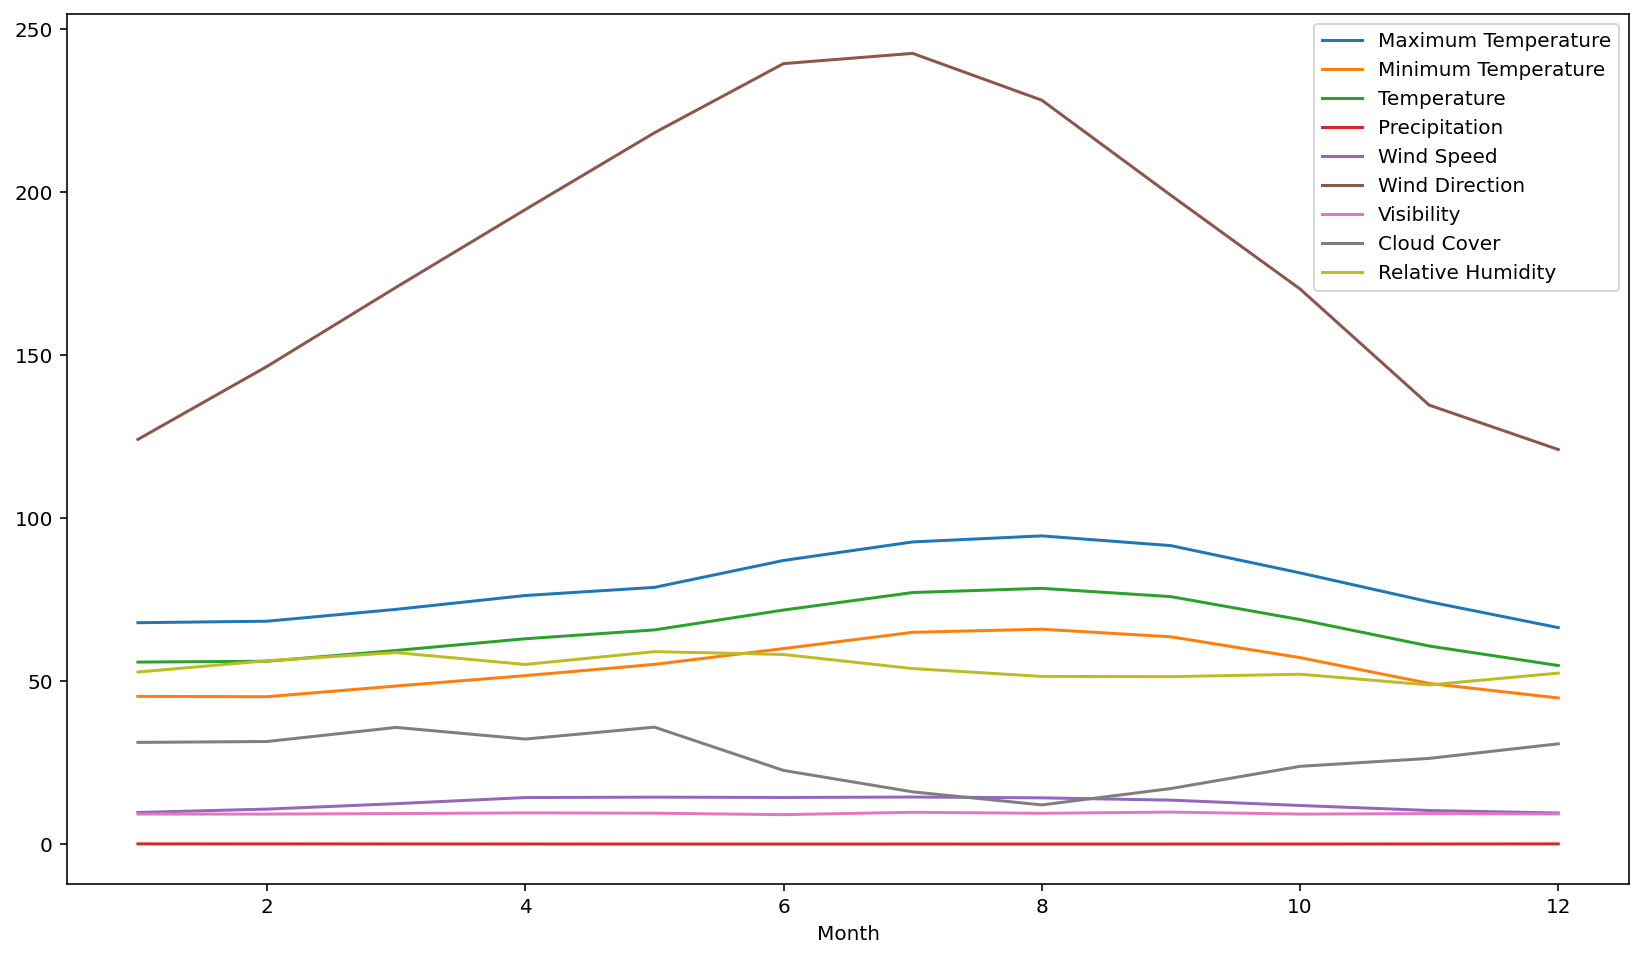 250
200
150
100
50
0
Maximum Temperature
Minimum Temperature
Temperature
Precipitation
Wind Speed
Wind Direction
Visibility
Cloud Cover
Relative Humidity
2 4 6 8 10 12
Month